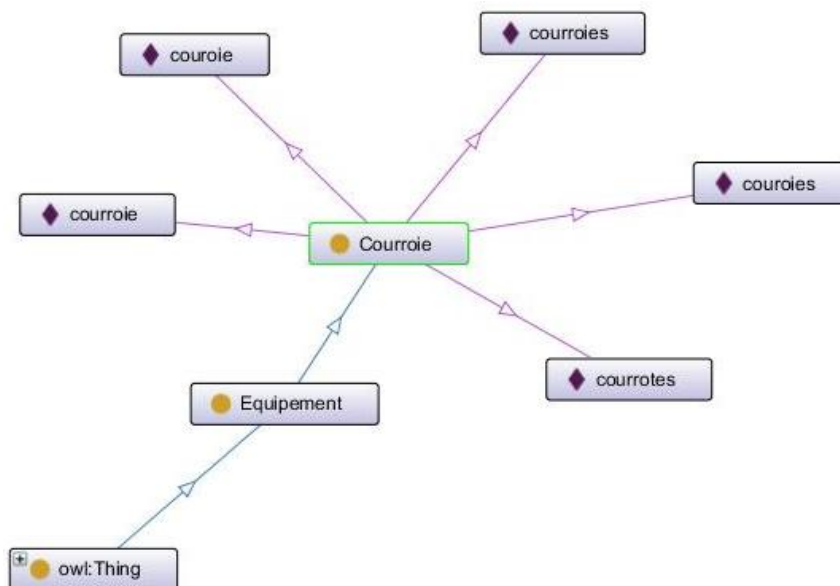 courroies
couroie
couroies
courroie
Courroie
courrotes
Equipement
owl:Thing